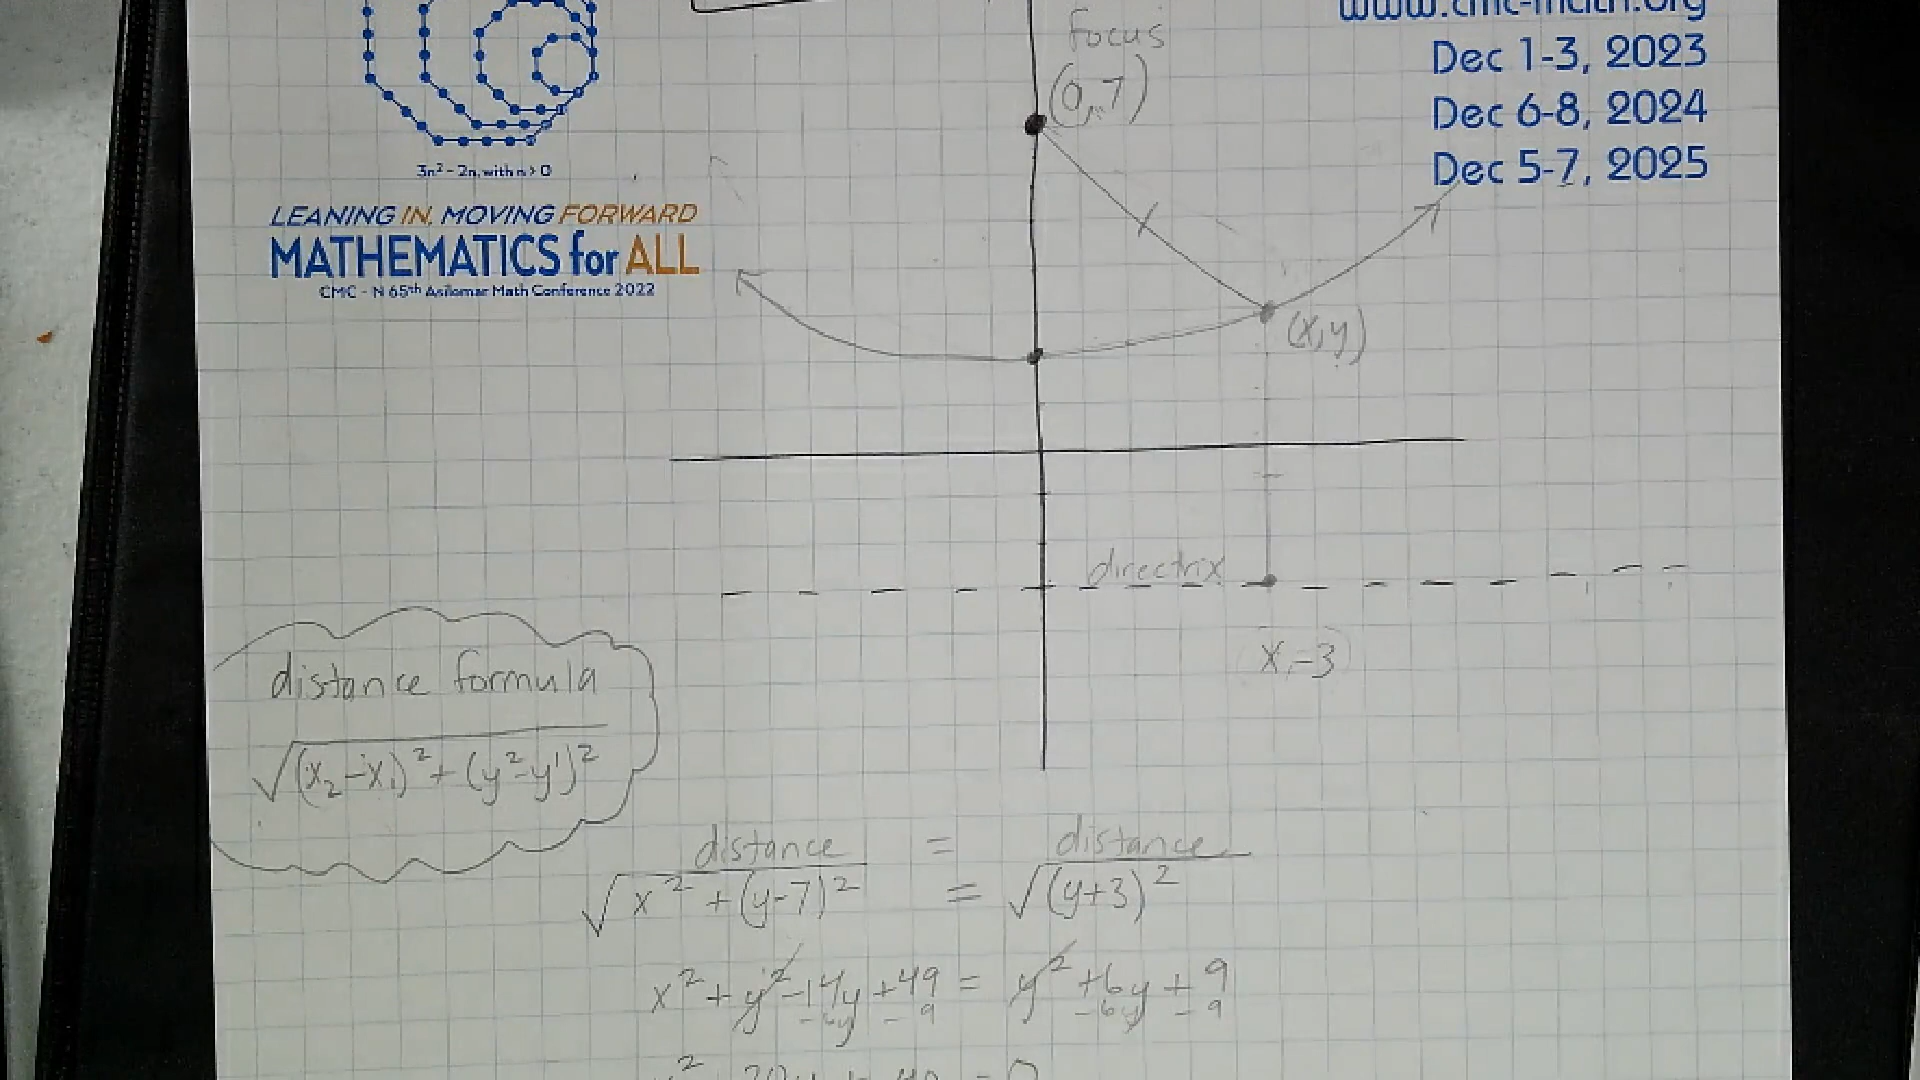 www.cmc-math.org
Dec 1-3, 2023
Dec 6-8, 2024
Dec 5-7, 2025
3n² - 2n, with n > 0
LEANING IN, MOVING FORWARD
MATHEMATICS for ALL
CMC - N 65th Asilomar Math Conference 2022
focus
(0, 7)
(x,y)
directrix
x, -3
distance formula
√(x₂-x₁)² + (y²-y¹)²
distance = distance
√x² + (y-7)² = √(y+3)²
x² + y² -14y +49 = y² +6y + 9
-6y - 9 -6y - 9